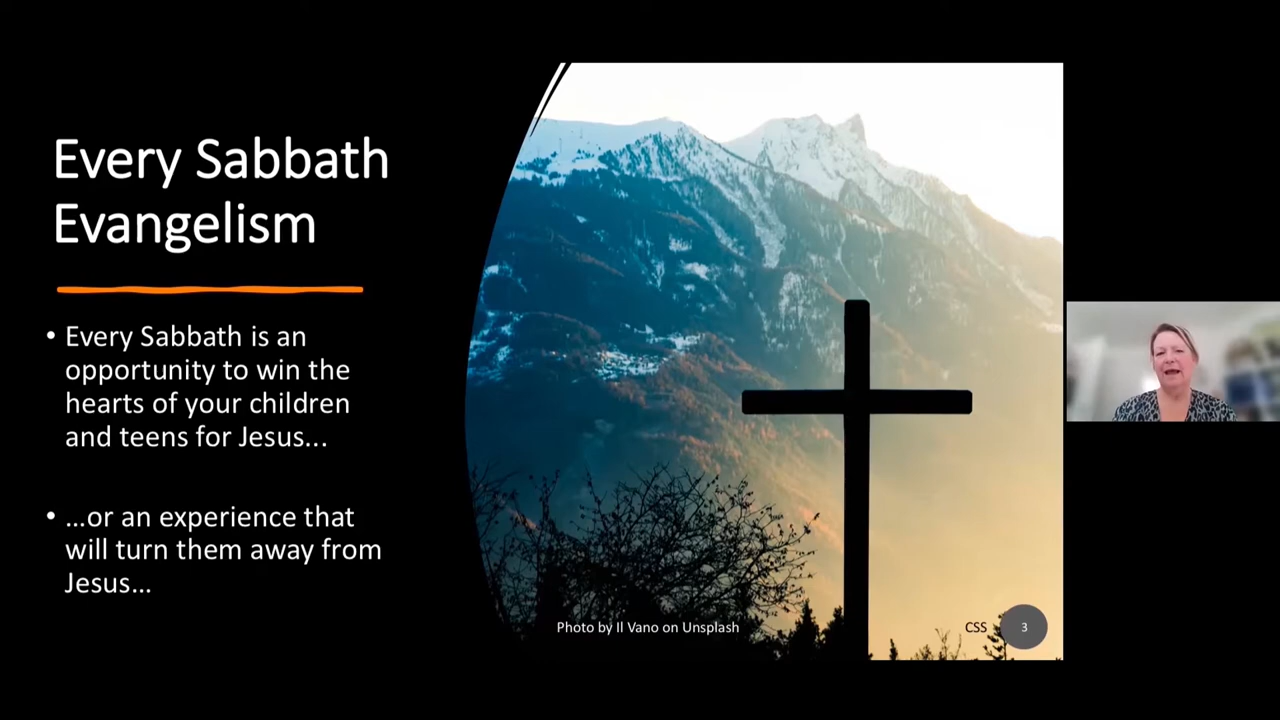 Every Sabbath
Evangelism
• Every Sabbath is an
opportunity to win the
hearts of your children
and teens for Jesus...
• ...or an experience that
will turn them away from
Jesus...
Photo by Il Vano on Unsplash
CSS
3